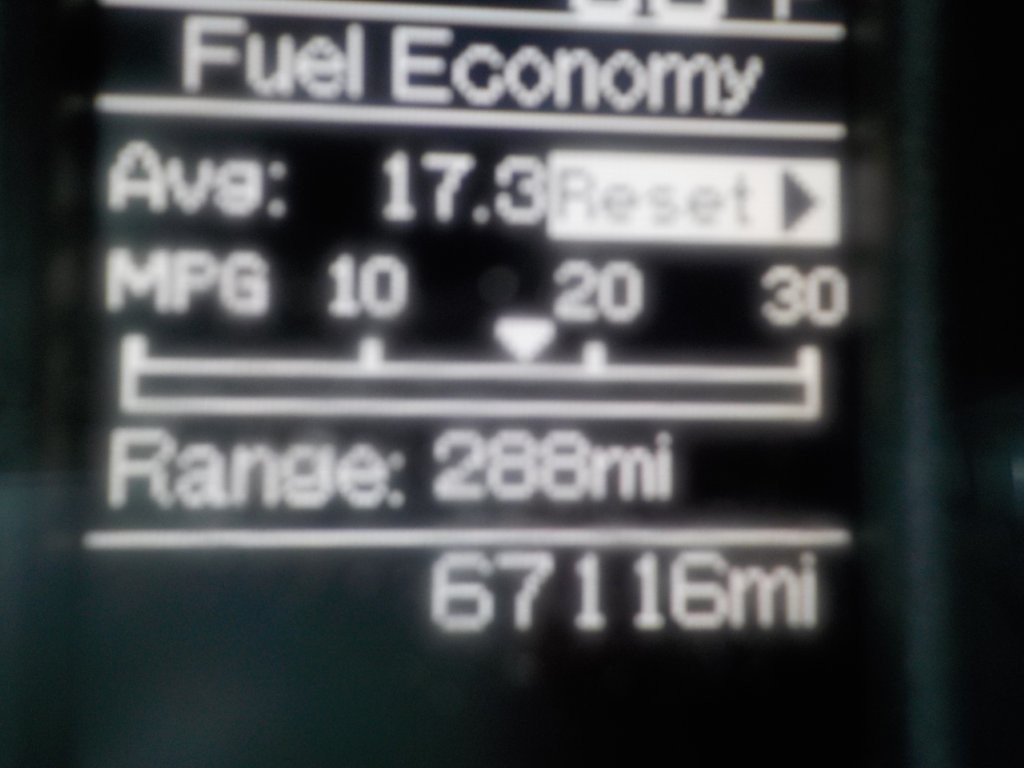 Fuel Economy
Avg: 17.3 Reset
MPG 10 20 30
Range: 288mi
67116mi